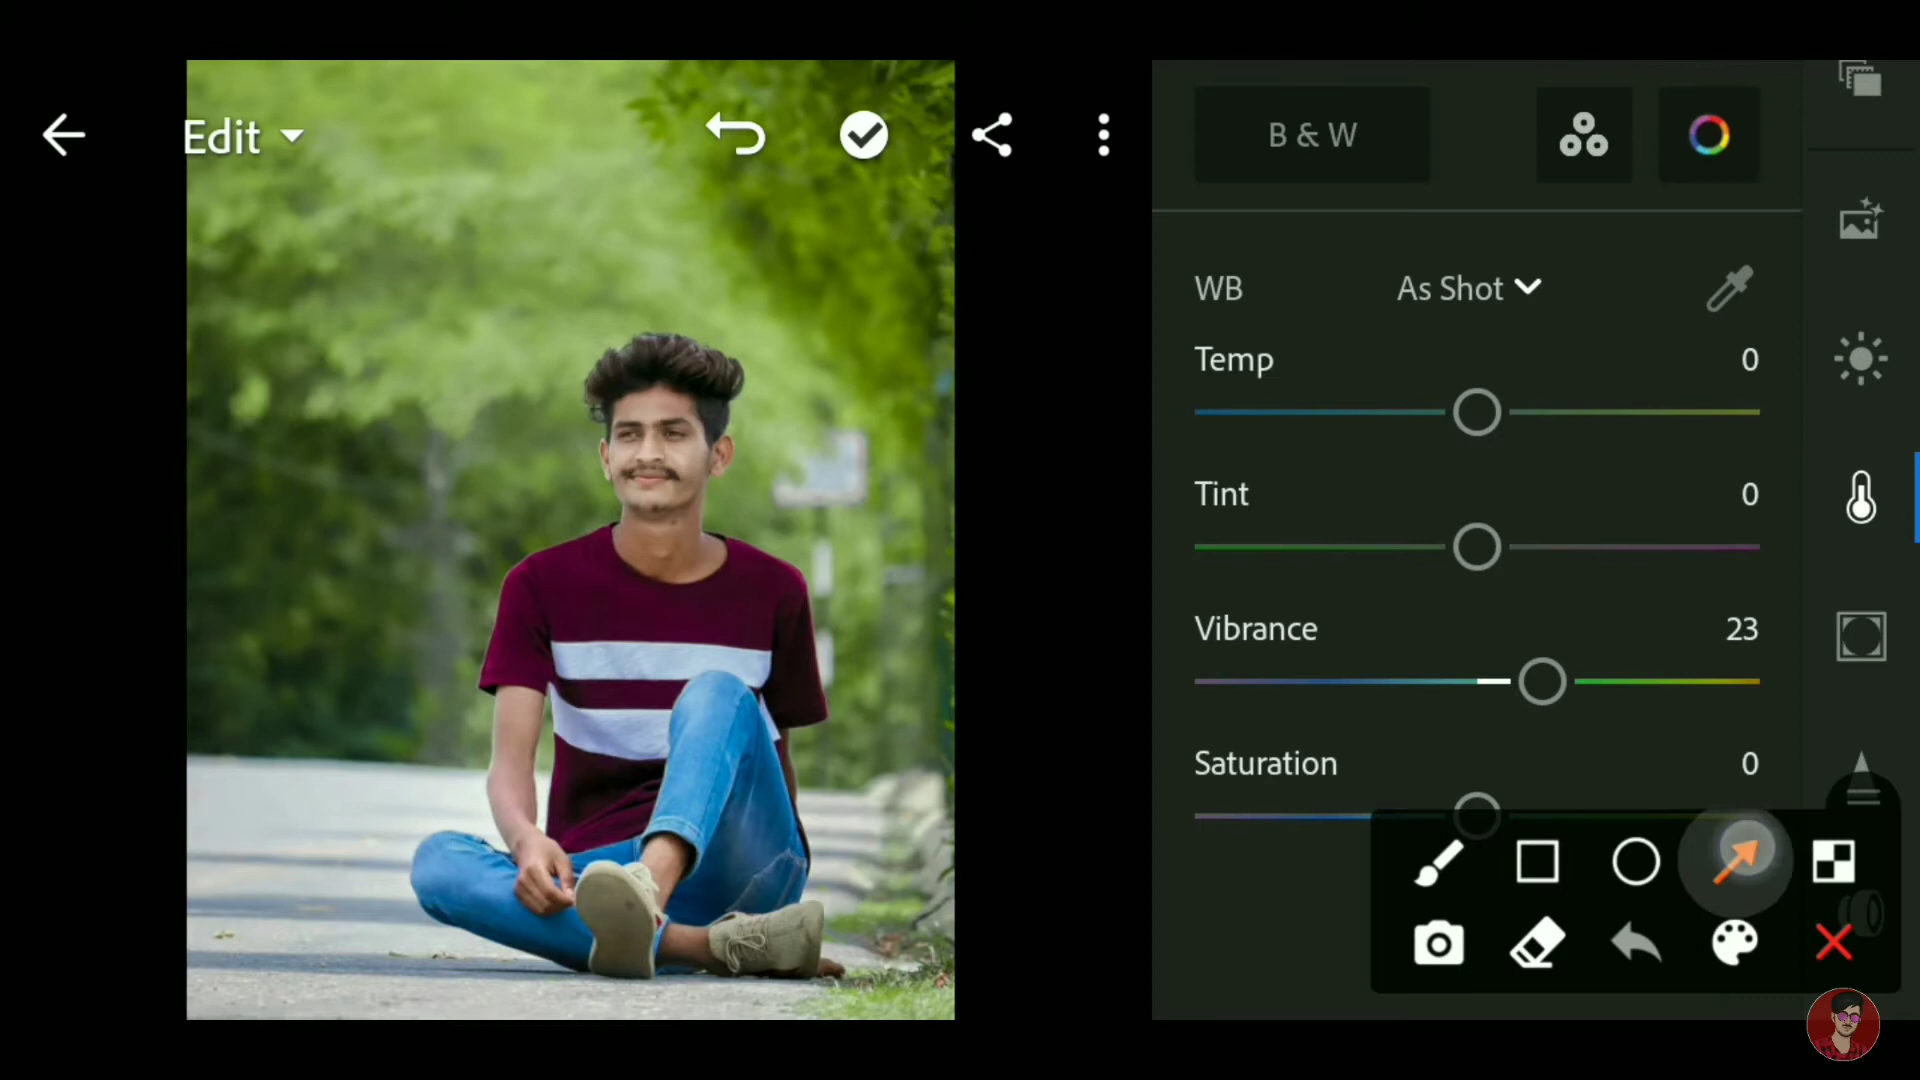 Edit
B & W
WB As Shot
Temp 0
Tint 0
Vibrance 23
Saturation 0